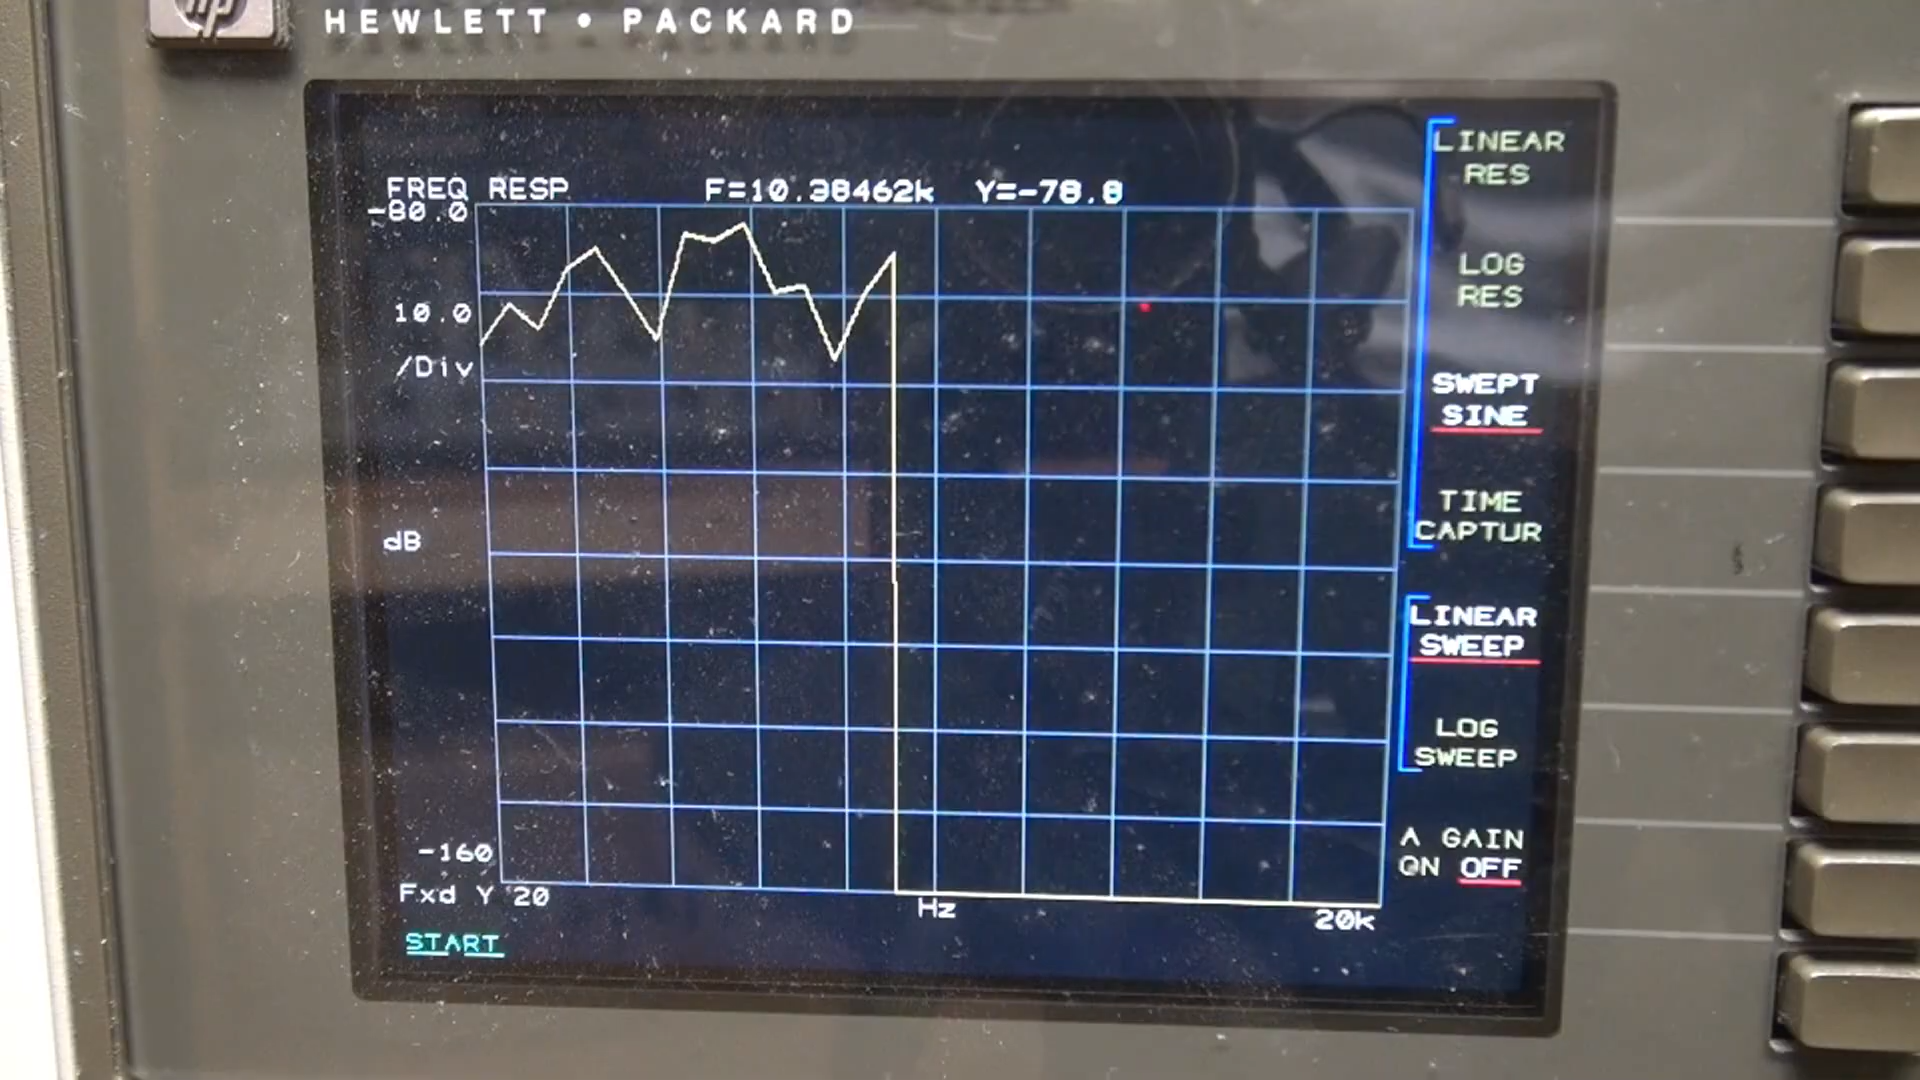 hp
HEWLETT • PACKARD
FREQ RESP F=10.38462k Y=-78.8
-80.0
10.0
/Div
dB
-160
Fxd Y 20 Hz 20k
START
LINEAR
RES
LOG
RES
SWEPT
SINE
TIME
CAPTUR
LINEAR
SWEEP
LOG
SWEEP
A GAIN
ON OFF